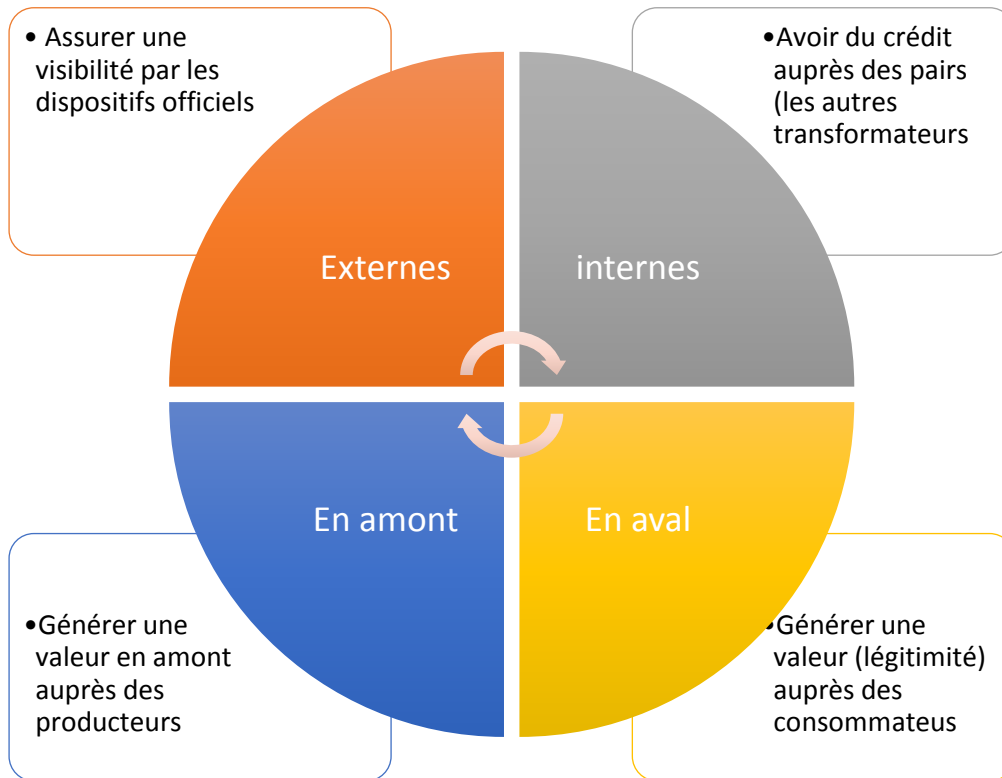 • Assurer une
visibilité par les
dispositifs officiels
•Avoir du crédit
auprès des pairs
(les autres
transformateurs
Externes
internes
En amont
En aval
•Générer une
valeur en amont
auprès des
producteurs
•Générer une
valeur (légitimité)
auprès des
consommateus